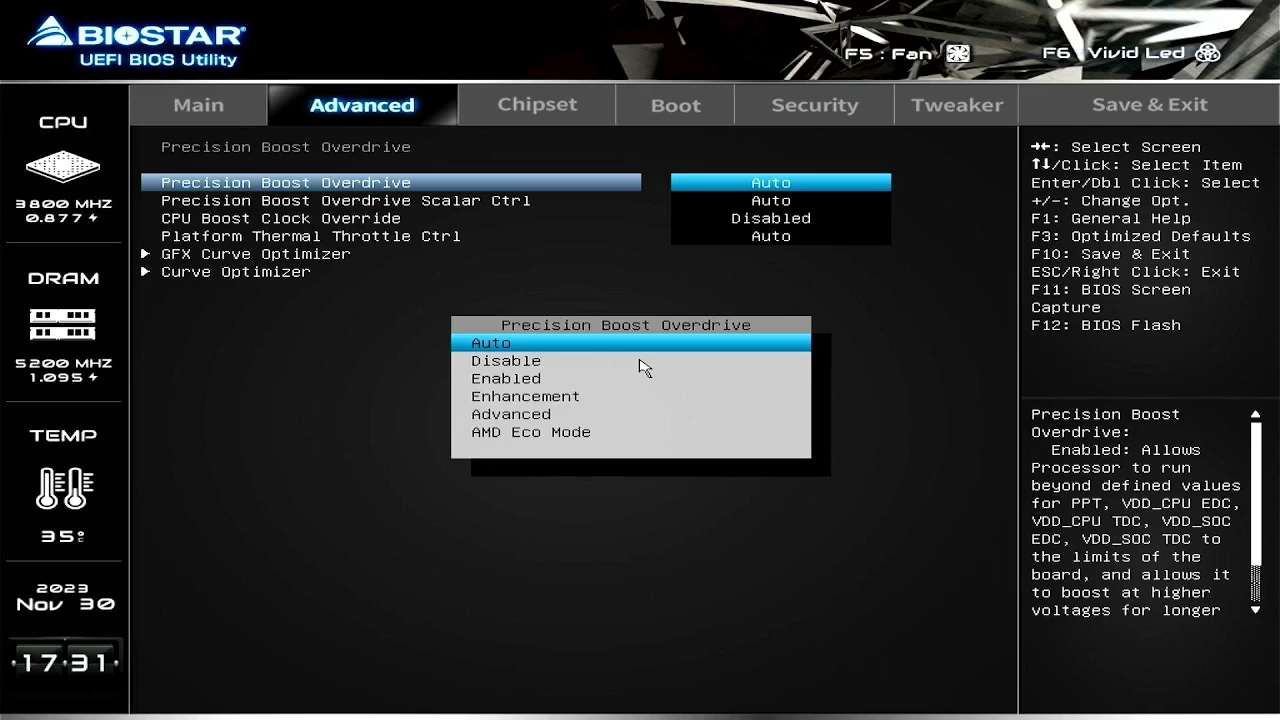 BIOSTAR
UEFI BIOS Utility
F5 : Fan
F6 : Vivid Led
Main
Advanced
Chipset
Boot
Security
Tweaker
Save & Exit
CPU
3800 MHZ
0.877
DRAM
5200 MHZ
1.095
TEMP
35°C
2023
Nov 30
17:31
Precision Boost Overdrive
Precision Boost Overdrive Auto
Precision Boost Overdrive Scalar Ctrl Auto
CPU Boost Clock Override Disabled
Platform Thermal Throttle Ctrl Auto
GFX Curve Optimizer
Curve Optimizer
Precision Boost Overdrive
Auto
Disable
Enabled
Enhancement
Advanced
AMD Eco Mode
→←: Select Screen
↑↓/Click: Select Item
Enter/Dbl Click: Select
+/-: Change Opt.
F1: General Help
F3: Optimized Defaults
F10: Save & Exit
ESC/Right Click: Exit
F11: BIOS Screen
Capture
F12: BIOS Flash
Precision Boost
Overdrive:
Enabled: Allows
Processor to run
beyond defined values
for PPT, VDD_CPU EDC,
VDD_CPU TDC, VDD_SOC
EDC, VDD_SOC TDC to
the limits of the
board, and allows it
to boost at higher
voltages for longer